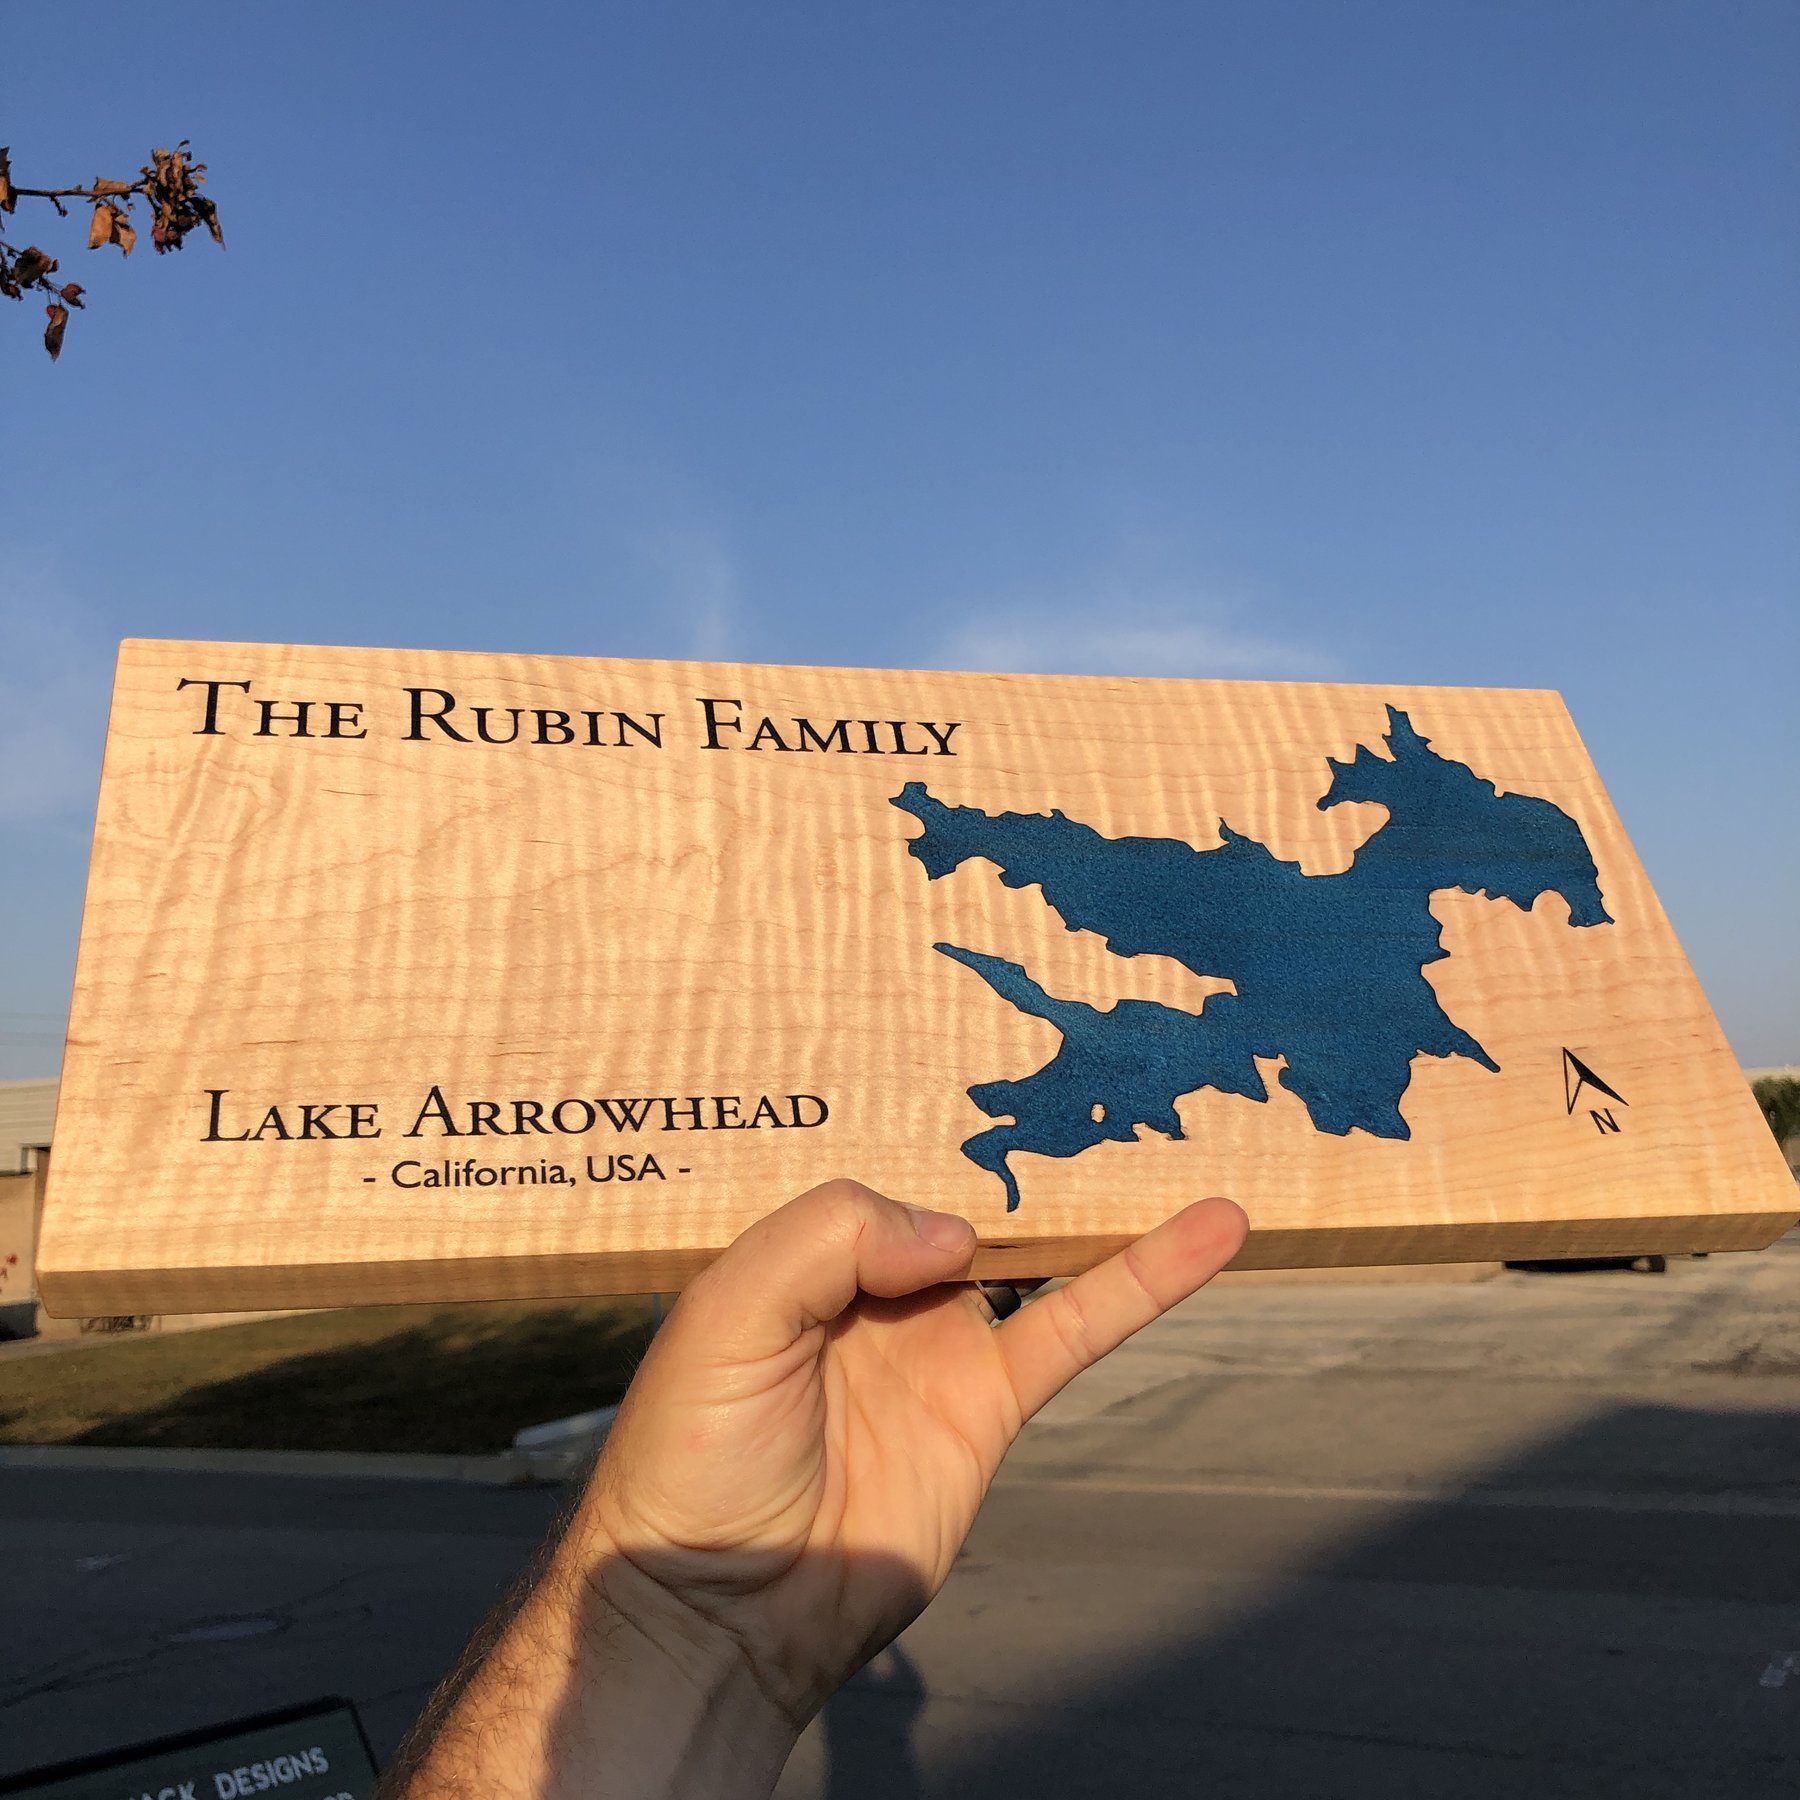 The Rubin Family
Lake Arrowhead
- California, USA -
N
DESIGNS